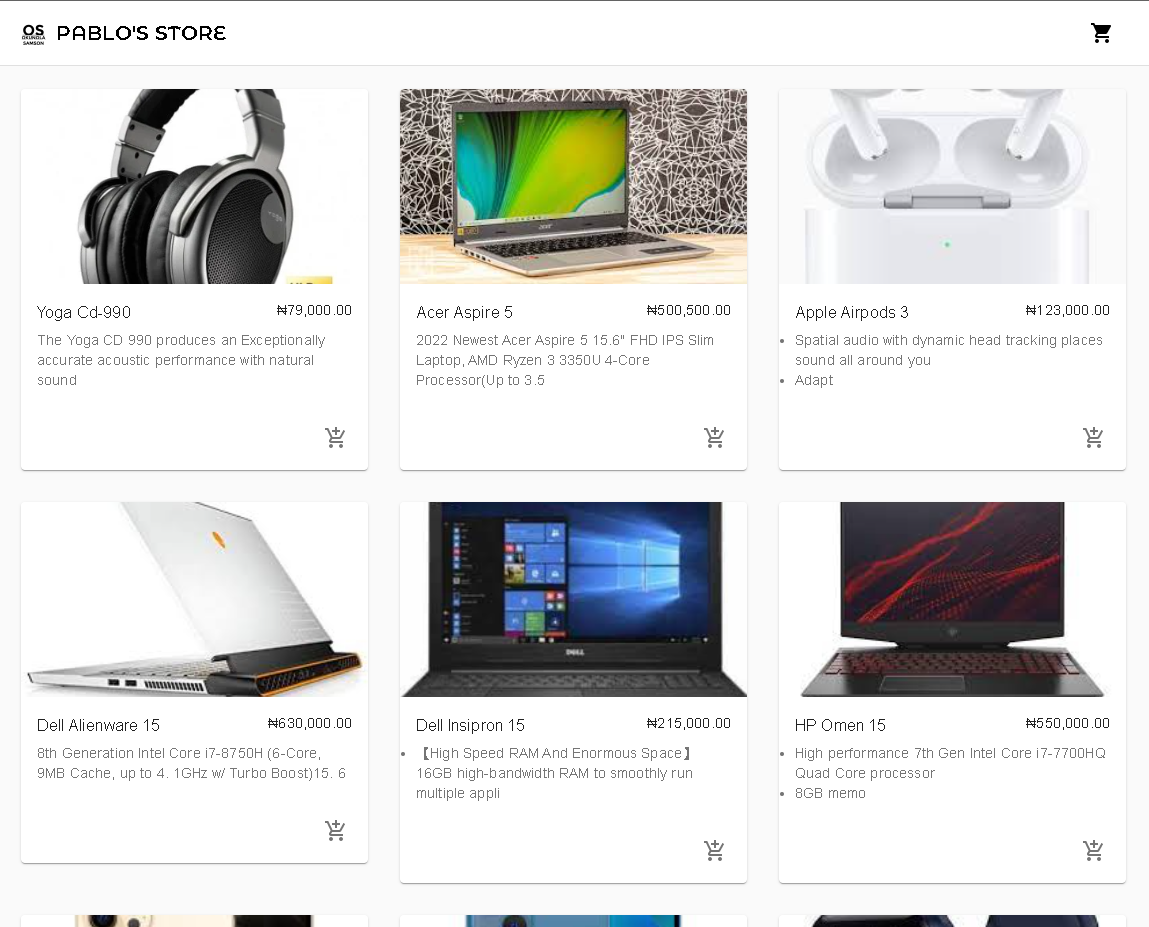 OS
OKUNOLA
SAMSON
PABLO'S STORE
Yoga Cd-990
₦79,000.00
The Yoga CD 990 produces an Exceptionally
accurate acoustic performance with natural
sound
acer
Acer Aspire 5
₦500,500.00
2022 Newest Acer Aspire 5 15.6" FHD IPS Slim
Laptop, AMD Ryzen 3 3350U 4-Core
Processor(Up to 3.5
Apple Airpods 3
₦123,000.00
• Spatial audio with dynamic head tracking places
sound all around you
• Adapt
Dell Alienware 15
₦630,000.00
8th Generation Intel Core i7-8750H (6-Core,
9MB Cache, up to 4. 1GHz w/ Turbo Boost)15. 6
DELL
Dell Insipron 15
₦215,000.00
• 【High Speed RAM And Enormous Space】
16GB high-bandwidth RAM to smoothly run
multiple appli
HP Omen 15
₦550,000.00
• High performance 7th Gen Intel Core i7-7700HQ
Quad Core processor
• 8GB memo